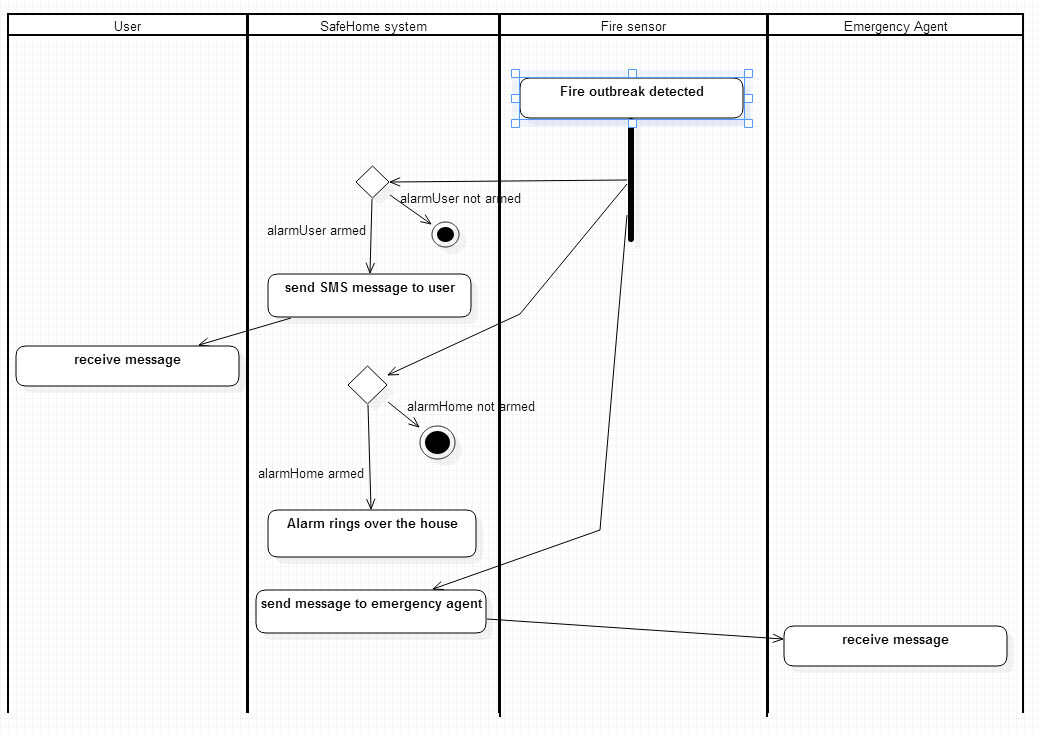 User
SafeHome system
Fire sensor
Emergency Agent
Fire outbreak detected
alarmUser not armed
alarmUser armed
send SMS message to user
receive message
alarmHome not armed
alarmHome armed
Alarm rings over the house
send message to emergency agent
receive message